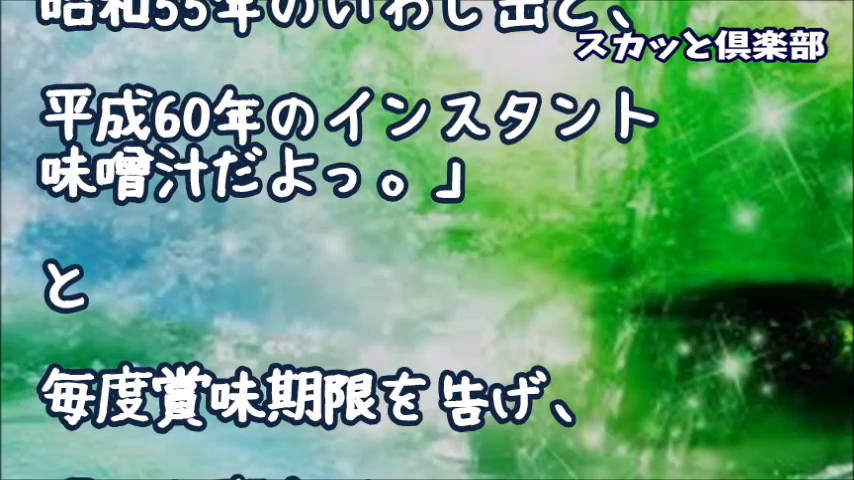 昭和55年のいわし出と、
スカッと倶楽部
平成60年のインスタント
味噌汁だよっ。」
と
毎度賞味期限を告げ、